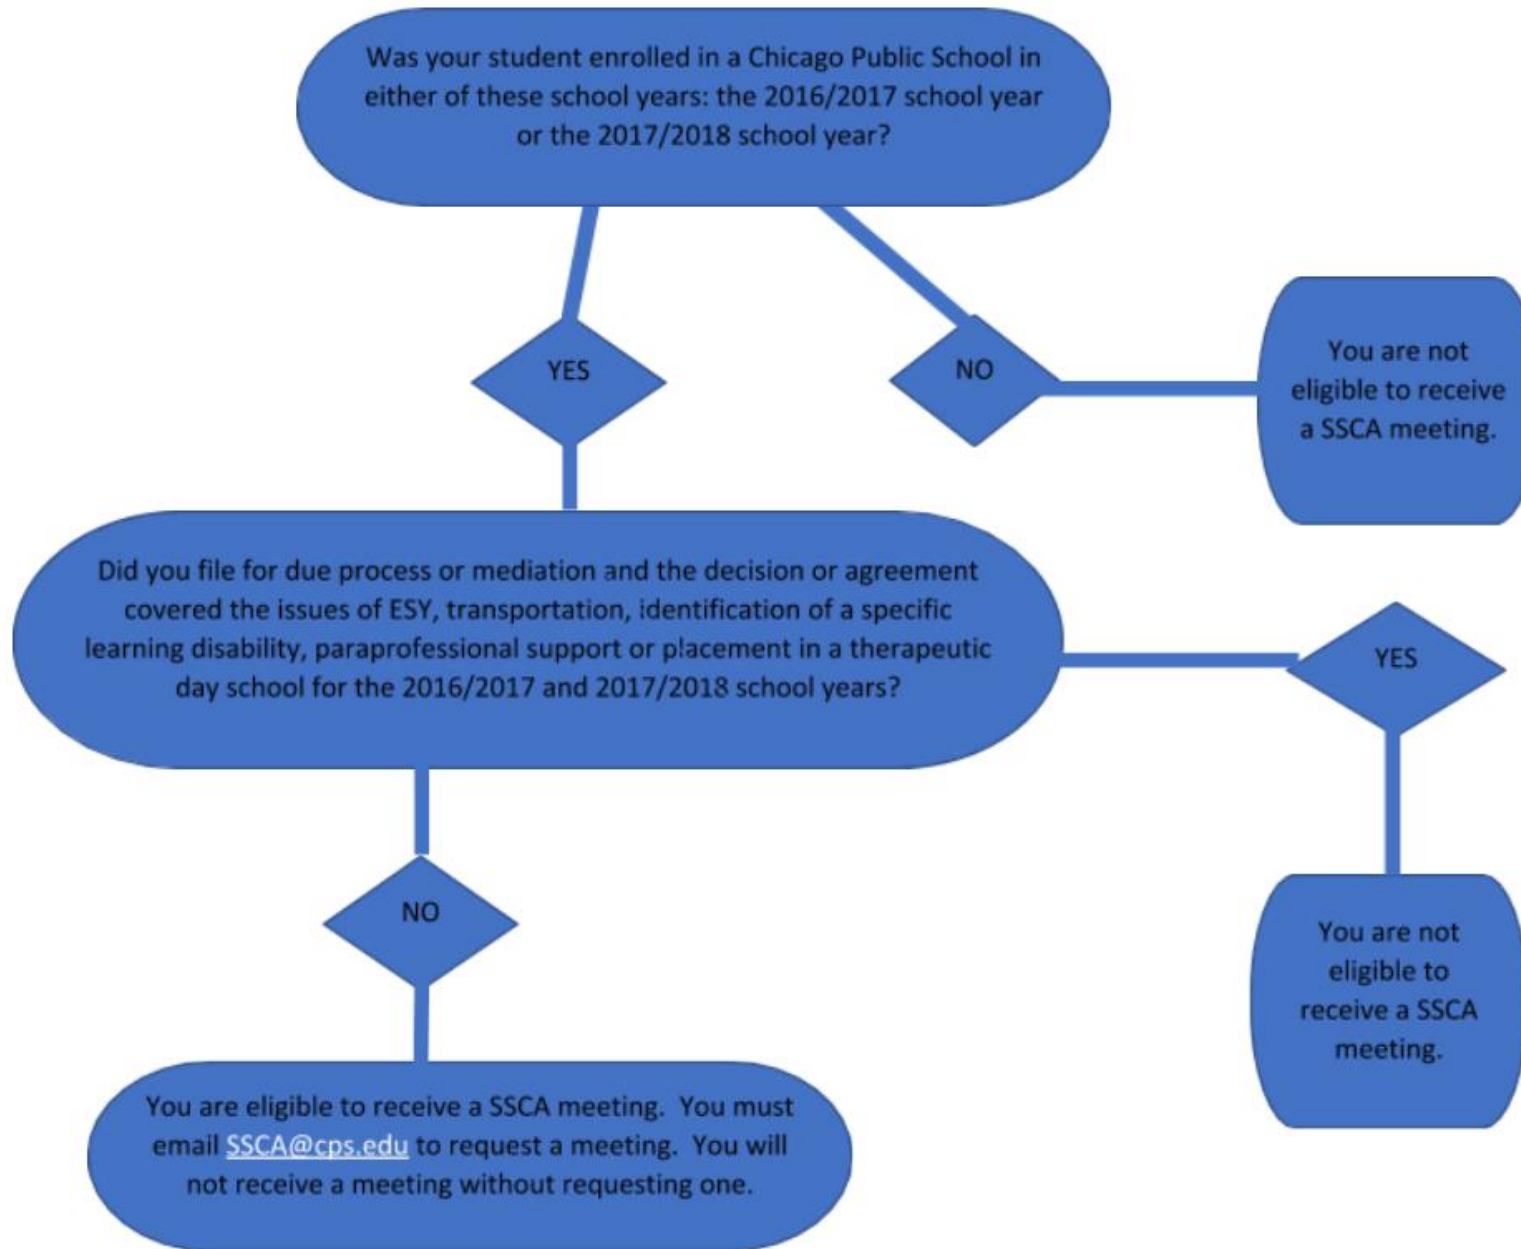 Was your student enrolled in a Chicago Public School in
either of these school years: the 2016/2017 school year
or the 2017/2018 school year?
YES
NO
You are not
eligible to receive
a SSCA meeting.
Did you file for due process or mediation and the decision or agreement
covered the issues of ESY, transportation, identification of a specific
learning disability, paraprofessional support or placement in a therapeutic
day school for the 2016/2017 and 2017/2018 school years?
YES
You are not
eligible to
receive a SSCA
meeting.
NO
You are eligible to receive a SSCA meeting. You must
email SSCA@cps.edu to request a meeting. You will
not receive a meeting without requesting one.